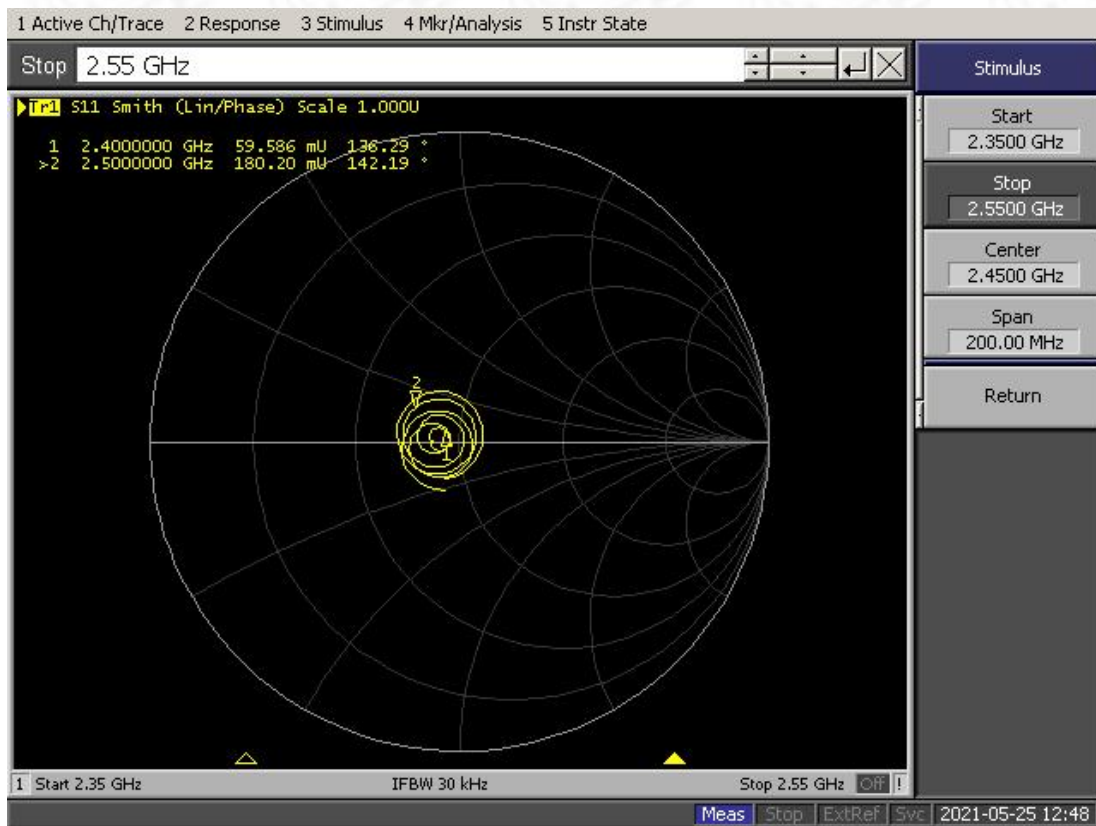 1 Active Ch/Trace 2 Response 3 Stimulus 4 Mkr/Analysis 5 Instr State
Stop 2.55 GHz
Stimulus
Tr1 S11 Smith (Lin/Phase) Scale 1.000U
1 2.4000000 GHz 59.586 mU 136.29 °
>2 2.5000000 GHz 180.20 mU 142.19 °
Start
2.3500 GHz
Stop
2.5500 GHz
Center
2.4500 GHz
Span
200.00 MHz
Return
2
1
1 Start 2.35 GHz IFBW 30 kHz Stop 2.55 GHz Off !
Meas Stop ExtRef Svc 2021-05-25 12:48